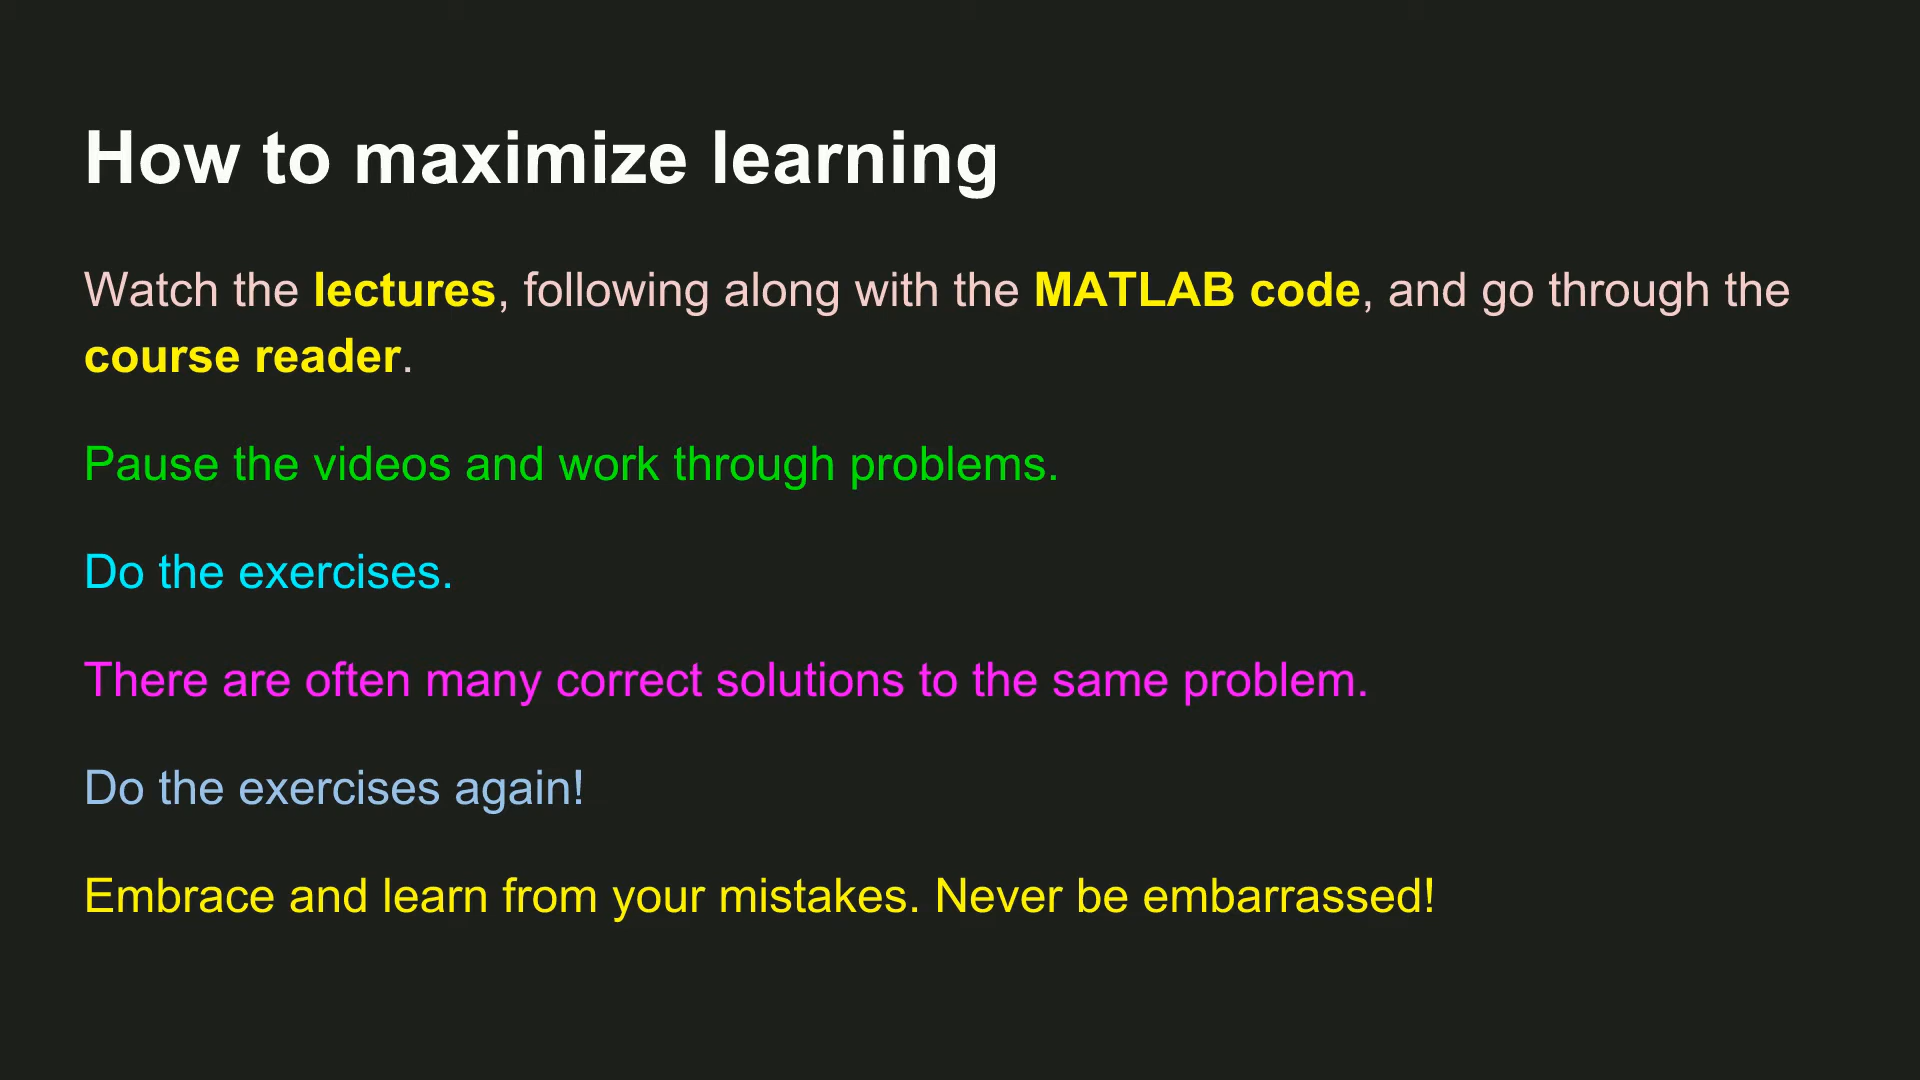 How to maximize learning
Watch the lectures, following along with the MATLAB code, and go through the
course reader.
Pause the videos and work through problems.
Do the exercises.
There are often many correct solutions to the same problem.
Do the exercises again!
Embrace and learn from your mistakes. Never be embarrassed!